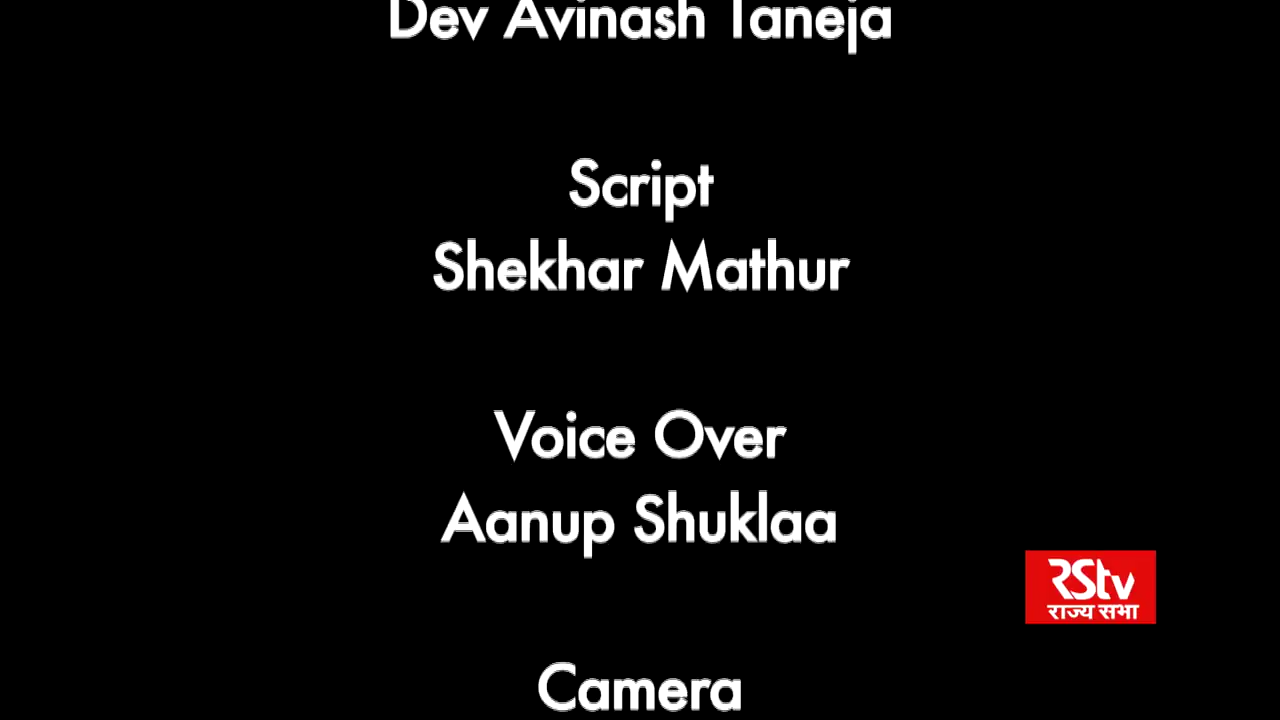 Dev Avinash Taneja
Script
Shekhar Mathur
Voice Over
Aanup Shuklaa
RStv
राज्य सभा
Camera